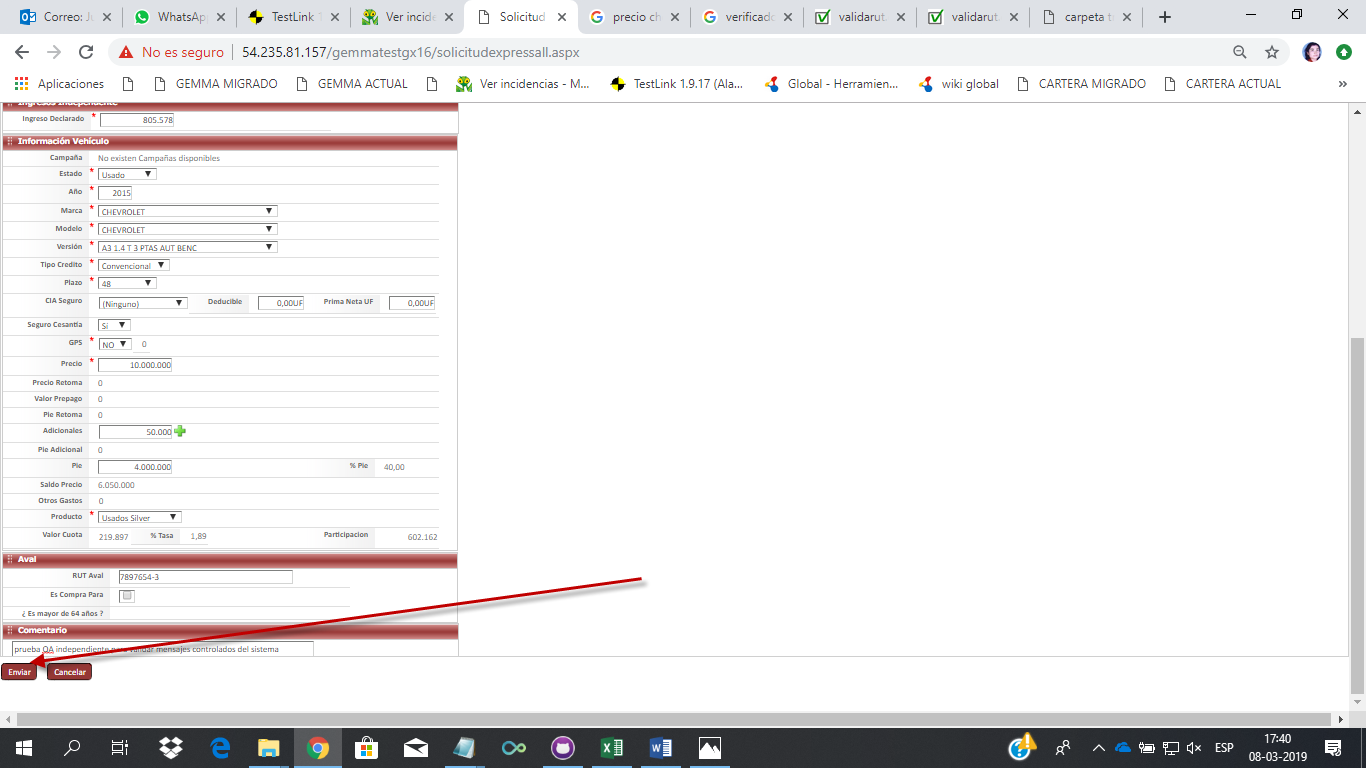 Correo: Ju
WhatsApp
TestLink 1
Ver incide
Solicitud
precio ch
verificado
validarut.
validarut.
carpeta t
No es seguro
54.235.81.157/gemmatestgx16/solicitudexpressall.aspx
Aplicaciones
GEMMA MIGRADO
GEMMA ACTUAL
Ver incidencias - M...
TestLink 1.9.17 (Ala...
Global - Herramien...
wiki global
CARTERA MIGRADO
CARTERA ACTUAL
»
Ingresos Independiente
Ingreso Declarado * 805.578
Información Vehículo
Campaña No existen Campañas disponibles
Estado * Usado
Año * 2015
Marca * CHEVROLET
Modelo * CHEVROLET
Versión * A3 1.4 T 3 PTAS AUT BENC
Tipo Credito * Convencional
Plazo * 48
CIA Seguro (Ninguno) Deducible 0,00UF Prima Neta UF 0,00UF
Seguro Cesantía Sí
GPS * NO 0
Precio * 10.000.000
Precio Retoma 0
Valor Prepago 0
Pie Retoma 0
Adicionales 50.000
Pie Adicional 0
Pie 4.000.000 % Pie 40,00
Saldo Precio 6.050.000
Otros Gastos 0
Producto * Usados Silver
Valor Cuota 219.897 % Tasa 1,89 Participacion 602.162
Aval
RUT Aval 7897654-3
Es Compra Para
¿ Es mayor de 64 años ?
Comentario
prueba QA independiente para validar mensajes controlados del sistema
Enviar Cancelar
ESP
17:40
08-03-2019